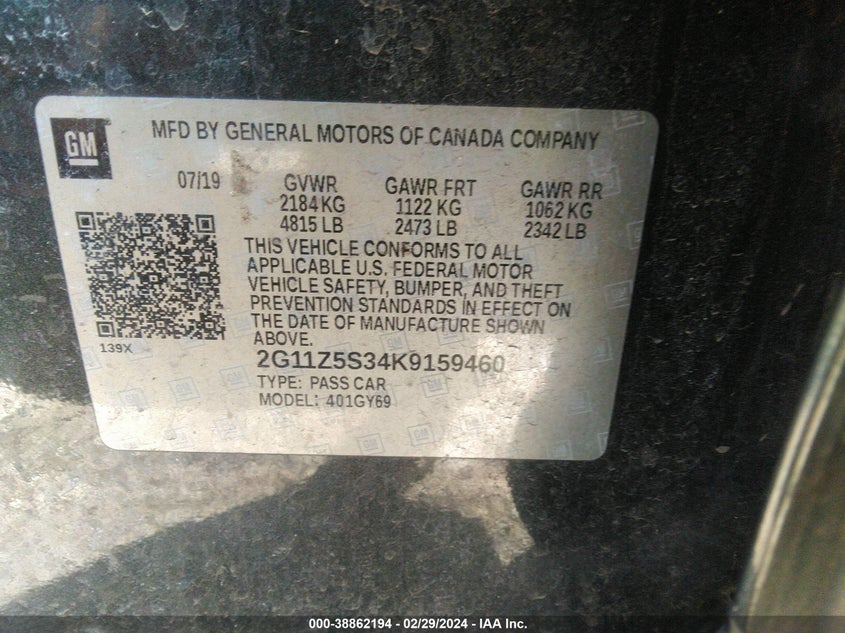 GM
MFD BY GENERAL MOTORS OF CANADA COMPANY
07/19 GVWR GAWR FRT GAWR RR
2184 KG 1122 KG 1062 KG
4815 LB 2473 LB 2342 LB
THIS VEHICLE CONFORMS TO ALL
APPLICABLE U.S. FEDERAL MOTOR
VEHICLE SAFETY, BUMPER, AND THEFT
PREVENTION STANDARDS IN EFFECT ON
THE DATE OF MANUFACTURE SHOWN
ABOVE.
139X
2G11Z5S34K9159460
TYPE: PASS CAR
MODEL: 401GY69
000-38862194 - 02/29/2024 - IAA Inc.